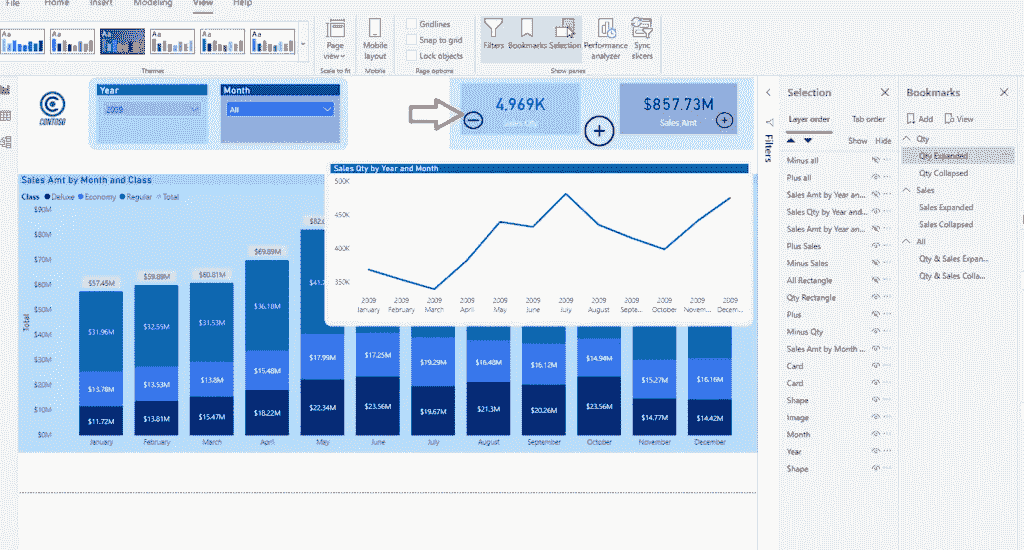 File Home Insert Modeling View Help
Aa Aa Aa Aa Aa Aa
Page view
Mobile layout
Gridlines
Snap to grid
Lock objects
Filters Bookmarks Selection Performance analyzer Sync slicers
Themes Scale to fit Mobile Page options Show panes
CONTOSO
Year
2009
Month
All
4,969K
Sales Qty
$857.73M
Sales Amt
Filters
Sales Qty by Year and Month
500K
450K
400K
350K
2009 2009 2009 2009 2009 2009 2009 2009 2009 2009 2009 2009
January February March April May June July August Septe... October Novem... Decem...
Sales Amt by Month and Class
Class Deluxe Economy Regular Total
Total
$90M
$80M
$70M
$60M
$50M
$40M
$30M
$20M
$10M
$0M
$57.45M $59.89M $60.81M $69.89M
$31.96M $32.55M $31.53M $36.18M
$13.78M $13.53M $13.8M $15.48M $17.99M $17.25M $19.29M $16.48M $16.12M $14.94M $15.27M $16.16M
$11.72M $13.81M $15.47M $18.22M $22.34M $23.56M $19.67M $21.3M $20.26M $23.56M $14.77M $14.42M
January February March April May June July August September October November December
Selection
Layer order Tab order
Show Hide
Minus all
Plus all
Sales Amt by Year an...
Sales Qty by Year and...
Sales Amt by Year an...
Plus Sales
Minus Sales
All Rectangle
Qty Rectangle
Plus
Minus Qty
Sales Amt by Month ...
Card
Card
Shape
Image
Month
Year
Shape
Bookmarks
Add View
Qty
Qty Expanded
Qty Collapsed
Sales
Sales Expanded
Sales Collapsed
All
Qty & Sales Expan...
Qty & Sales Colla...